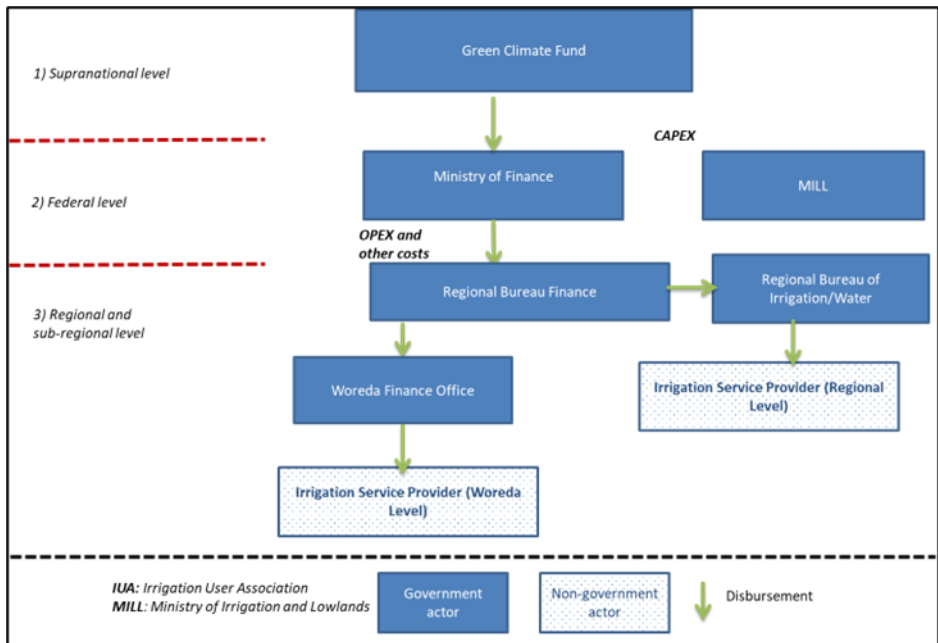 Green Climate Fund
1) Supranational level
CAPEX
Ministry of Finance
MILL
2) Federal level
OPEX and
other costs
Regional Bureau Finance
Regional Bureau of
Irrigation/Water
3) Regional and
sub-regional level
Woreda Finance Office
Irrigation Service Provider (Regional
Level)
Irrigation Service Provider (Woreda
Level)
IUA: Irrigation User Association
MILL: Ministry of Irrigation and Lowlands
Government
actor
Non-government
actor
Disbursement